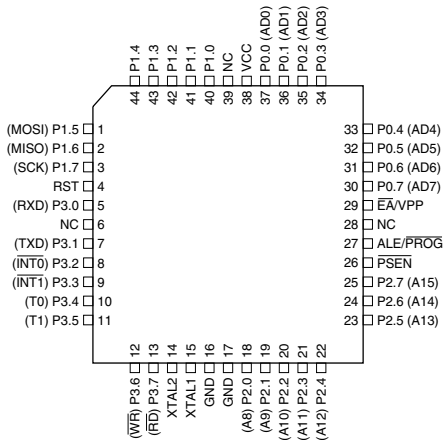 44 P1.4
43 P1.3
42 P1.2
41 P1.1
40 P1.0
39 NC
38 VCC
37 P0.0 (AD0)
36 P0.1 (AD1)
35 P0.2 (AD2)
34 P0.3 (AD3)
(MOSI) P1.5 1
(MISO) P1.6 2
(SCK) P1.7 3
RST 4
(RXD) P3.0 5
NC 6
(TXD) P3.1 7
(INT0) P3.2 8
(INT1) P3.3 9
(T0) P3.4 10
(T1) P3.5 11
33 P0.4 (AD4)
32 P0.5 (AD5)
31 P0.6 (AD6)
30 P0.7 (AD7)
29 EA/VPP
28 NC
27 ALE/PROG
26 PSEN
25 P2.7 (A15)
24 P2.6 (A14)
23 P2.5 (A13)
(WR) P3.6 12
(RD) P3.7 13
XTAL2 14
XTAL1 15
GND 16
GND 17
(A8) P2.0 18
(A9) P2.1 19
(A10) P2.2 20
(A11) P2.3 21
(A12) P2.4 22